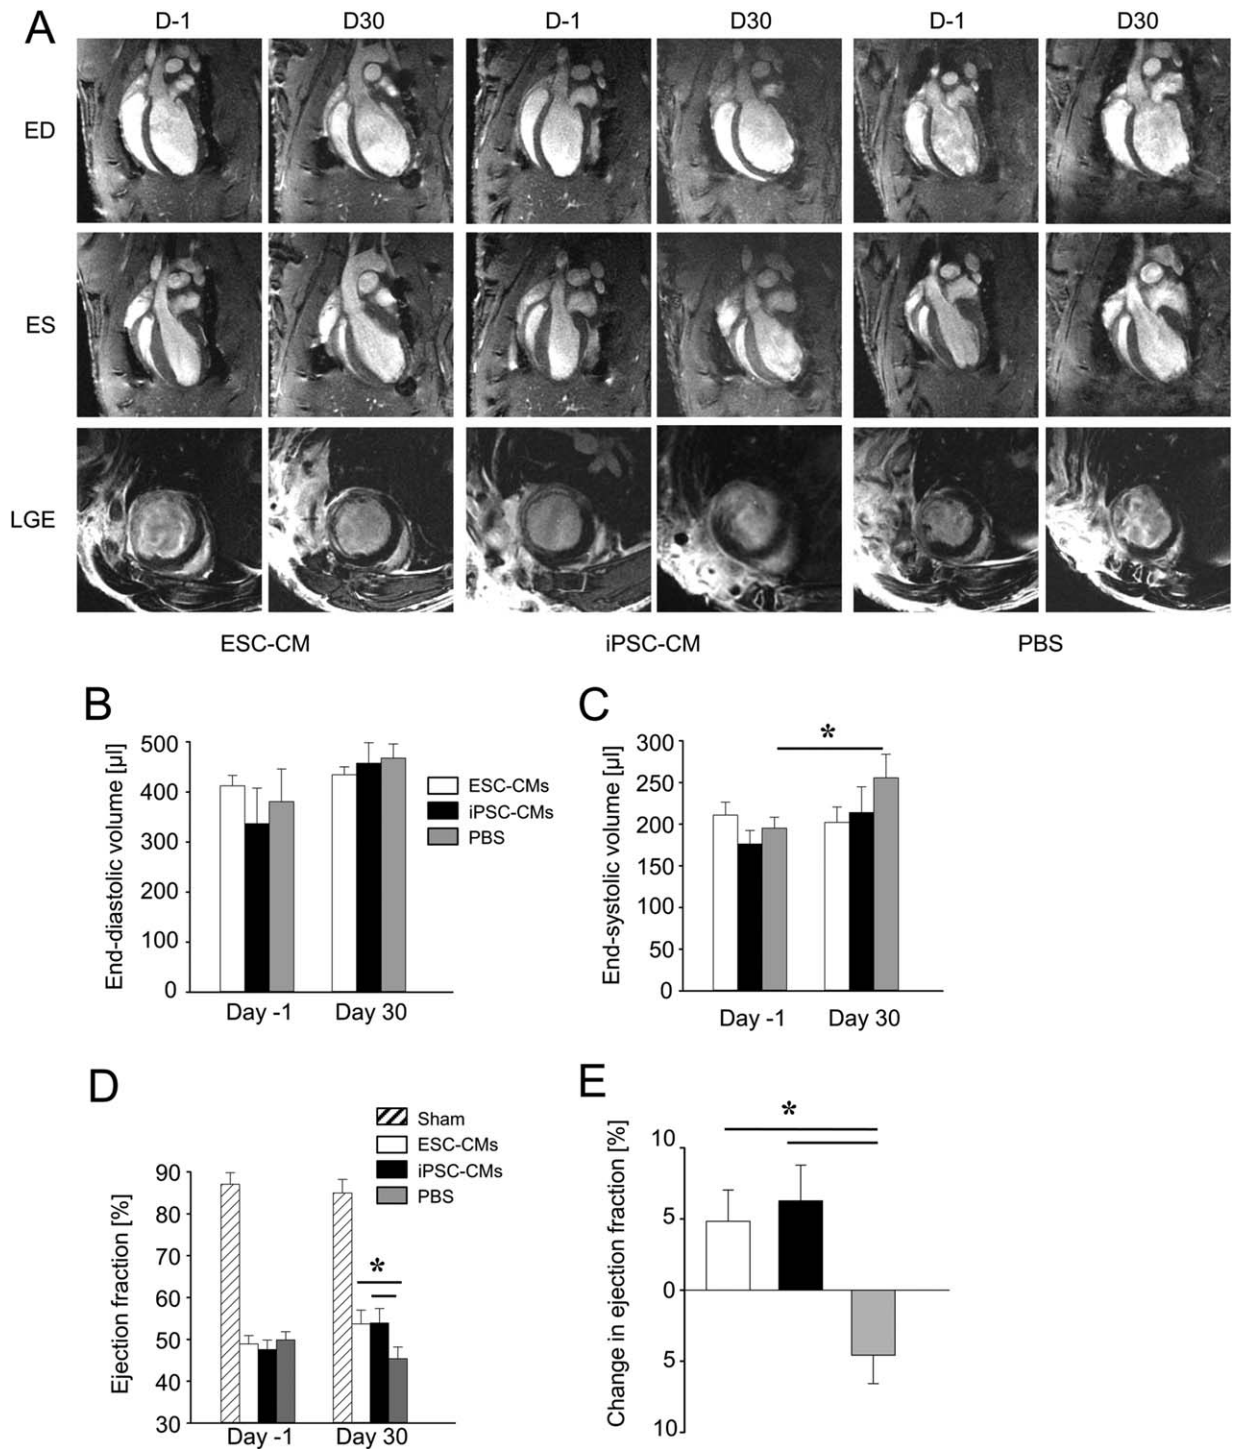 A
D-1 D30 D-1 D30 D-1 D30
ED
ES
LGE
ESC-CM iPSC-CM PBS
B
End-diastolic volume [µl]
500
400
300
200
100
0
Day -1 Day 30
ESC-CMs
iPSC-CMs
PBS
C
End-systolic volume [µl]
300
250
200
150
100
50
0
*
Day -1 Day 30
D
Ejection fraction [%]
90
80
70
60
50
40
30
*
Day -1 Day 30
Sham
ESC-CMs
iPSC-CMs
PBS
E
Change in ejection fraction [%]
10
5
0
5
10
*